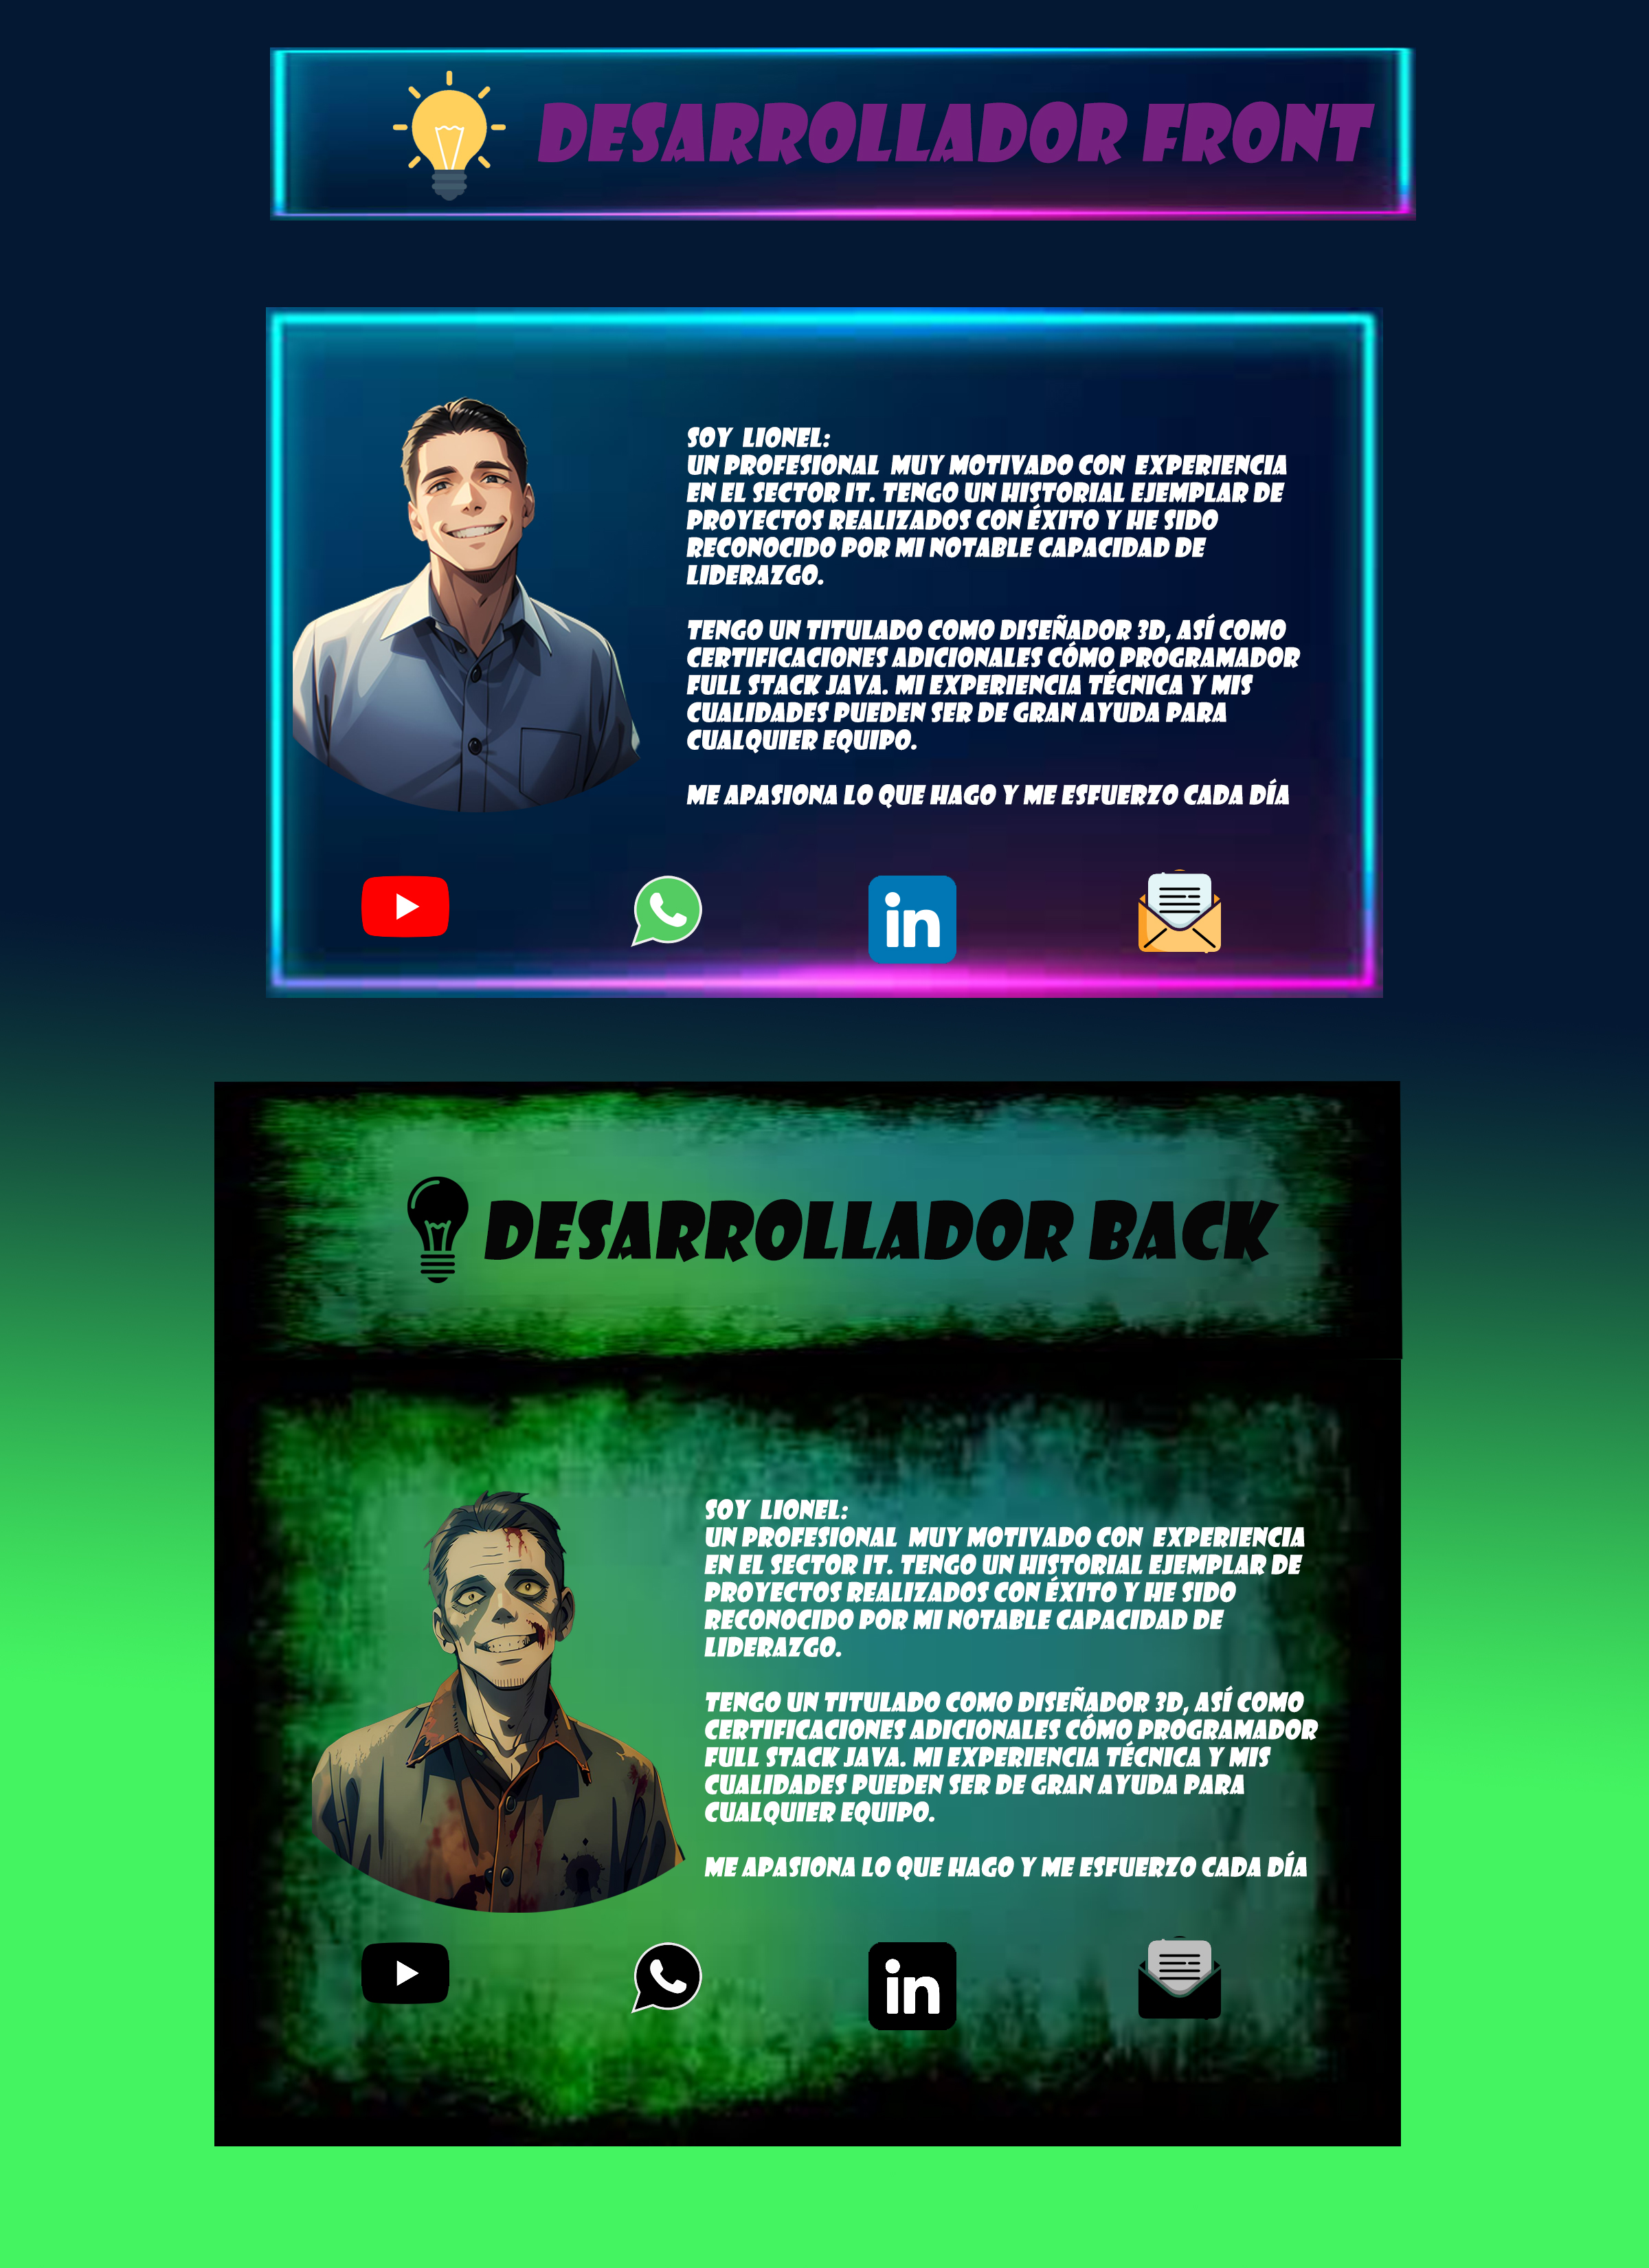 DESARROLLADOR FRONT
SOY LIONEL:
UN PROFESIONAL MUY MOTIVADO CON EXPERIENCIA
EN EL SECTOR IT. TENGO UN HISTORIAL EJEMPLAR DE
PROYECTOS REALIZADOS CON ÉXITO Y HE SIDO
RECONOCIDO POR MI NOTABLE CAPACIDAD DE
LIDERAZGO.
TENGO UN TITULADO COMO DISEÑADOR 3D, ASÍ COMO
CERTIFICACIONES ADICIONALES CÓMO PROGRAMADOR
FULL STACK JAVA. MI EXPERIENCIA TÉCNICA Y MIS
CUALIDADES PUEDEN SER DE GRAN AYUDA PARA
CUALQUIER EQUIPO.
ME APASIONA LO QUE HAGO Y ME ESFUERZO CADA DÍA
in
DESARROLLADOR BACK
SOY LIONEL:
UN PROFESIONAL MUY MOTIVADO CON EXPERIENCIA
EN EL SECTOR IT. TENGO UN HISTORIAL EJEMPLAR DE
PROYECTOS REALIZADOS CON ÉXITO Y HE SIDO
RECONOCIDO POR MI NOTABLE CAPACIDAD DE
LIDERAZGO.
TENGO UN TITULADO COMO DISEÑADOR 3D, ASÍ COMO
CERTIFICACIONES ADICIONALES CÓMO PROGRAMADOR
FULL STACK JAVA. MI EXPERIENCIA TÉCNICA Y MIS
CUALIDADES PUEDEN SER DE GRAN AYUDA PARA
CUALQUIER EQUIPO.
ME APASIONA LO QUE HAGO Y ME ESFUERZO CADA DÍA
in